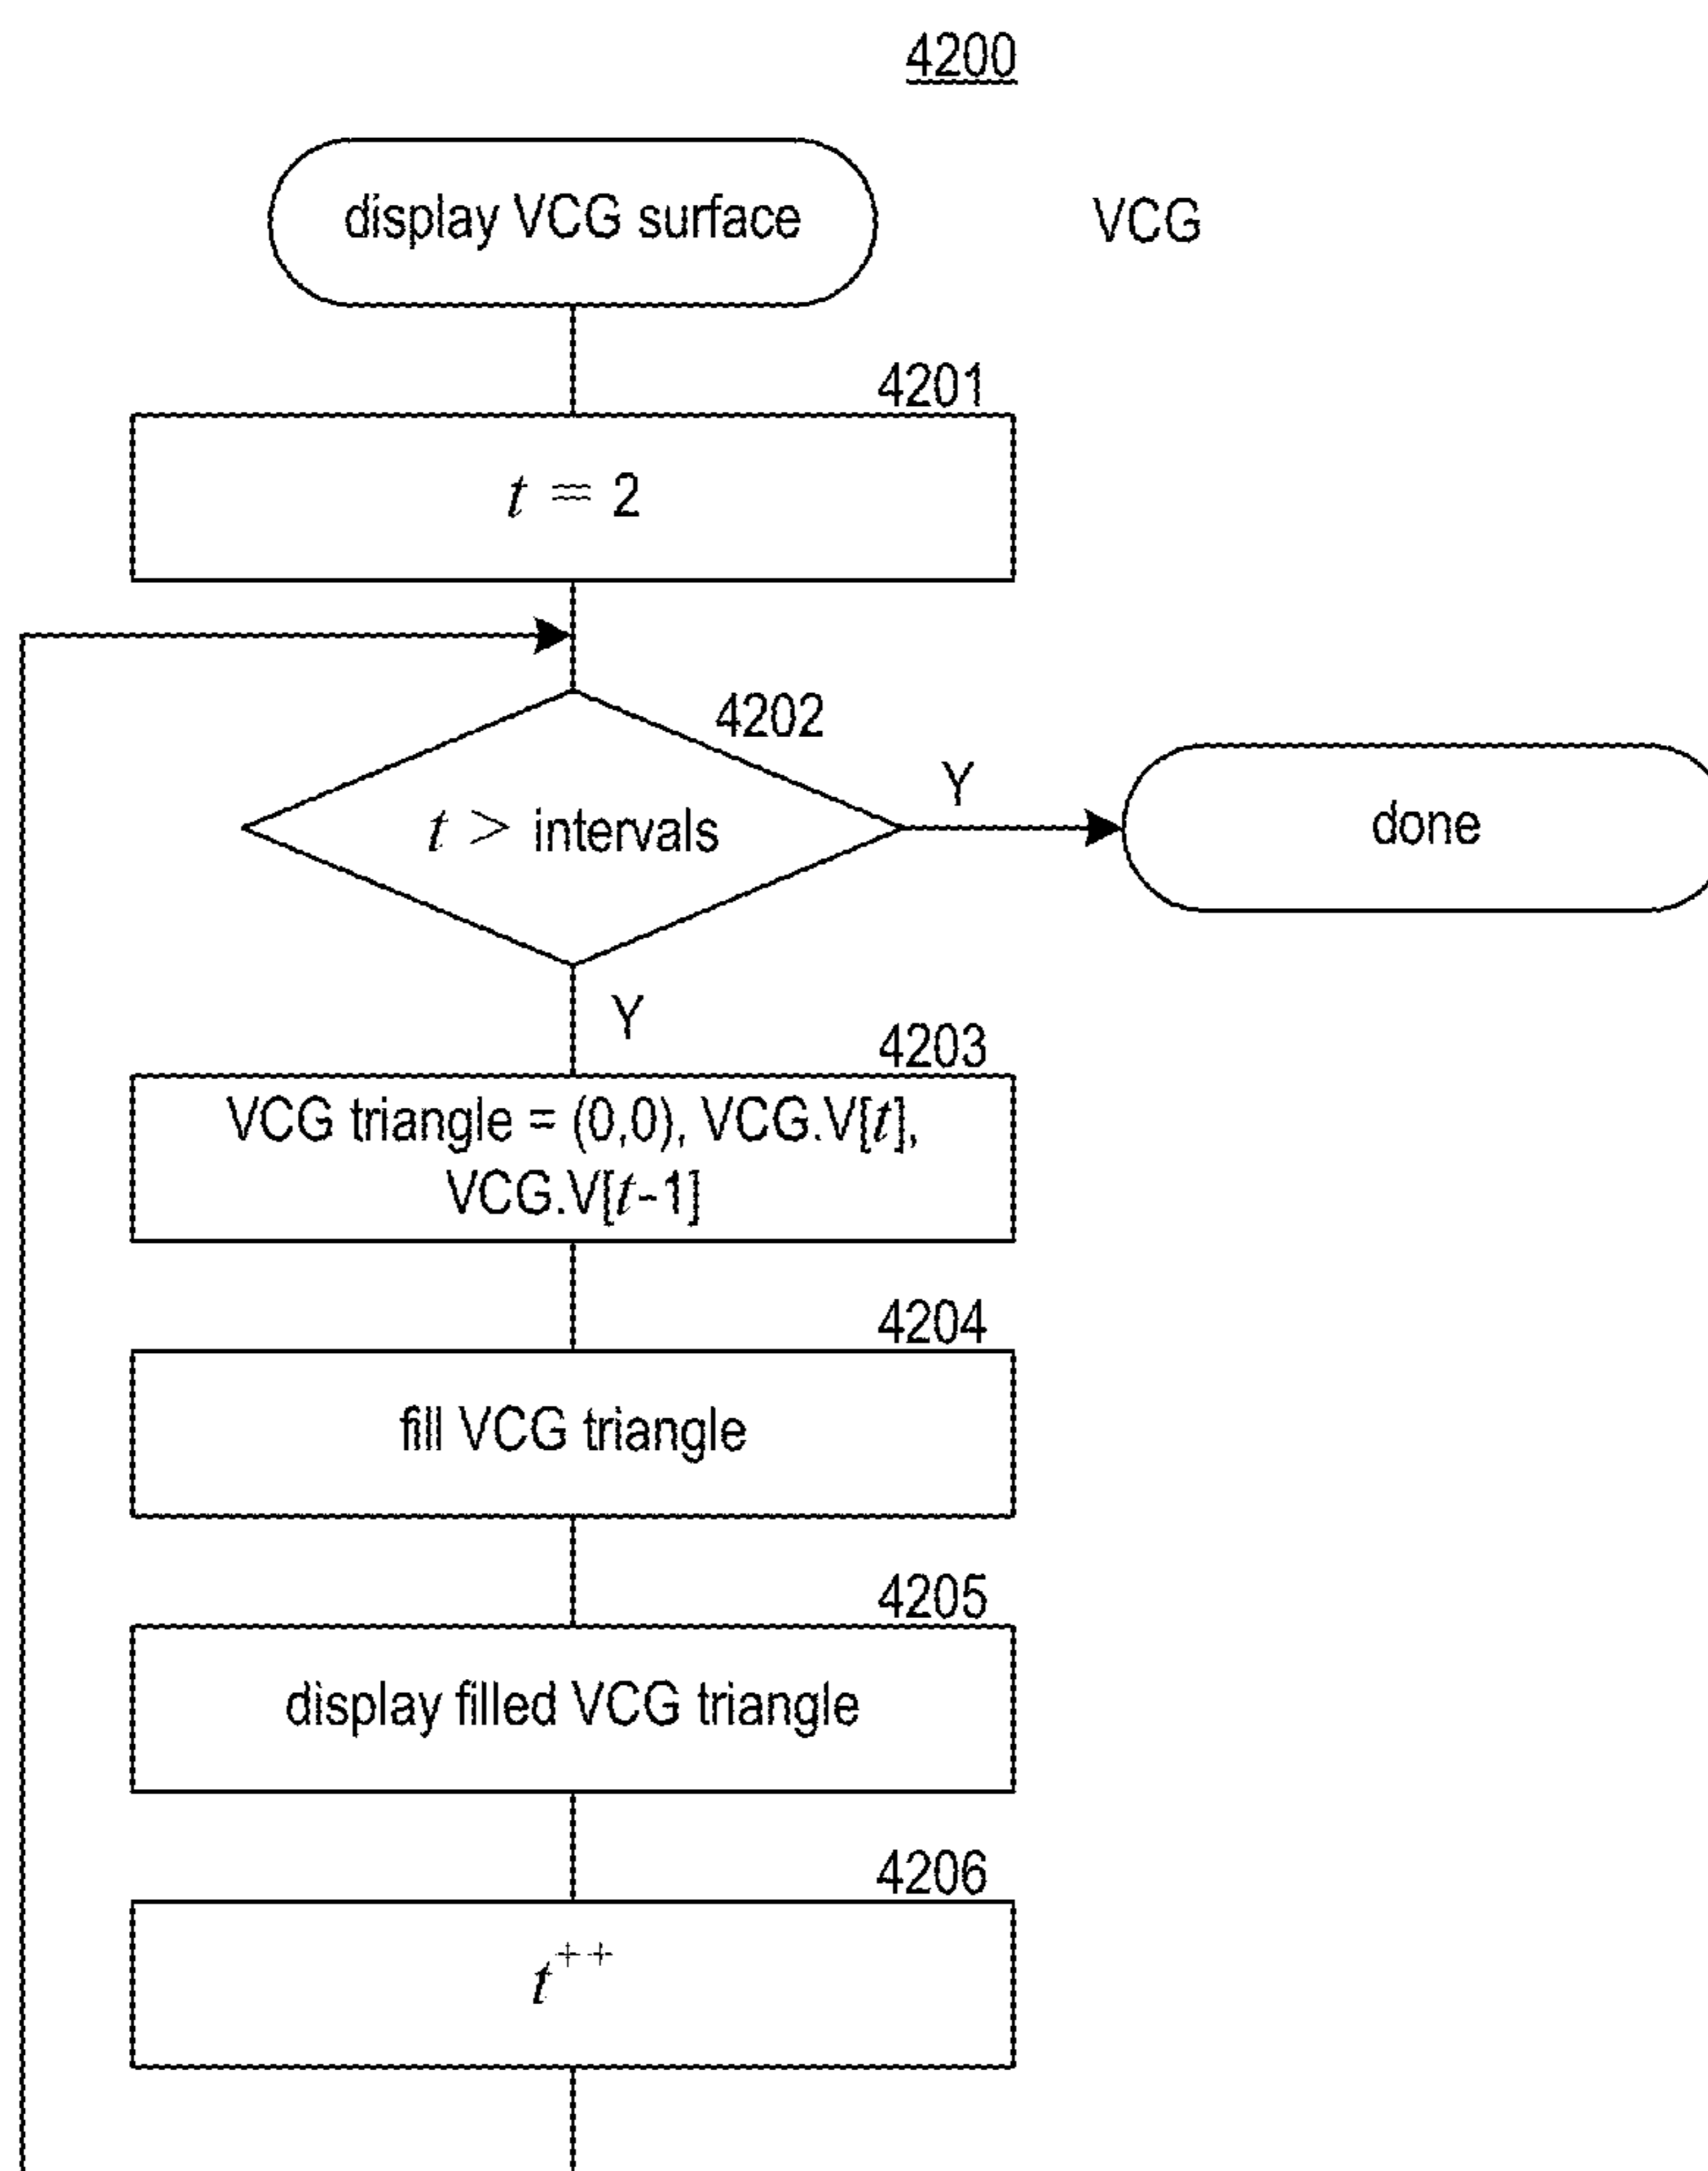 4200
display VCG surface
VCG
4201
t = 2
4202
t > intervals
Y
done
Y
4203
VCG triangle = (0,0), VCG.V[t],
VCG.V[t-1]
4204
fill VCG triangle
4205
display filled VCG triangle
4206
t++